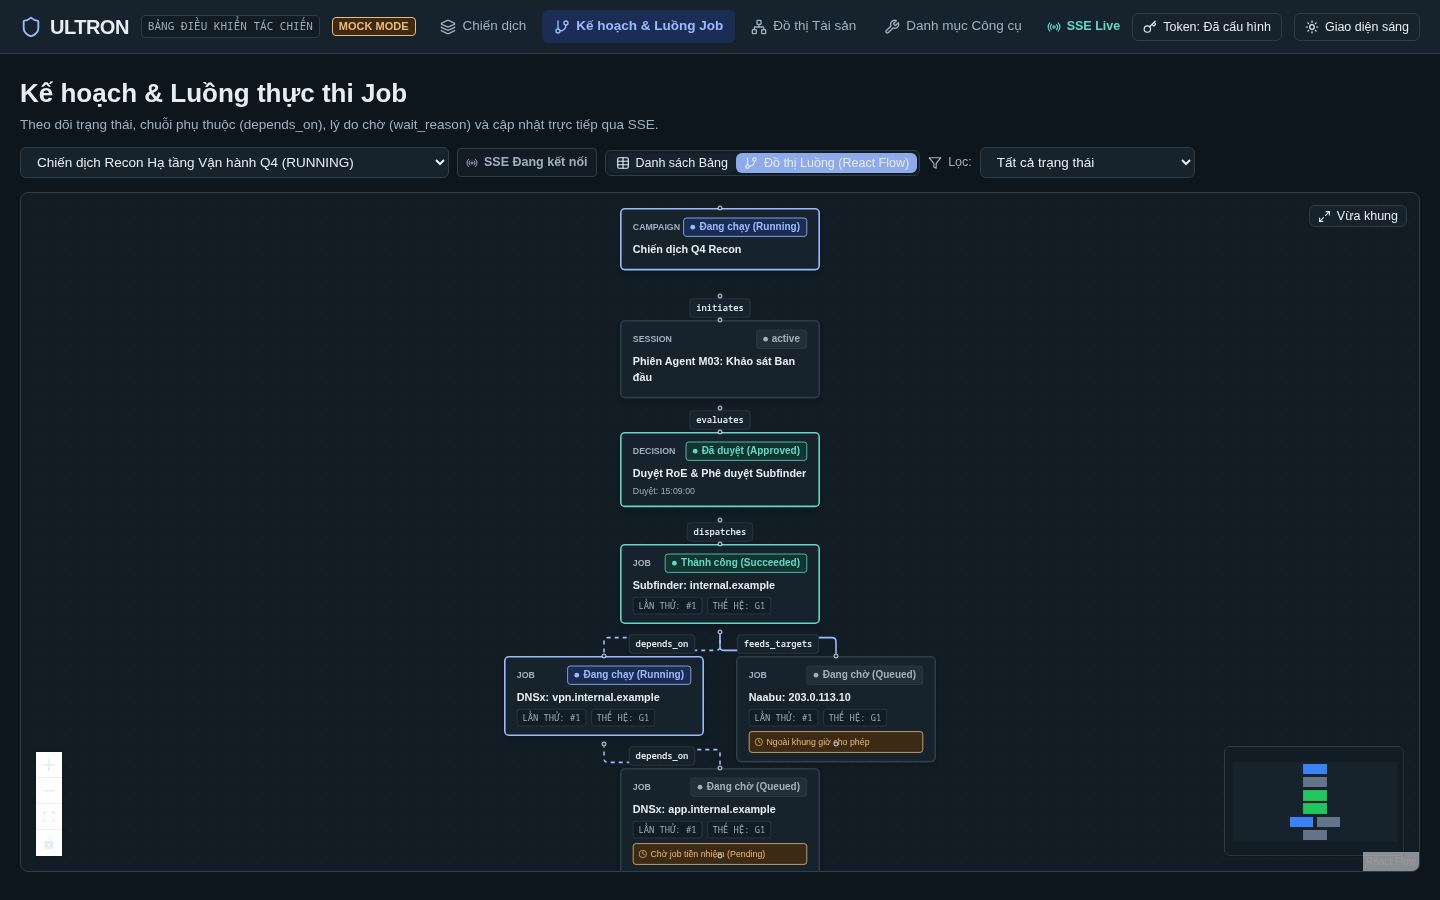 ULTRON
BẢNG ĐIỀU KHIỂN TÁC CHIẾN
MOCK MODE
Chiến dịch
Kế hoạch & Luồng Job
Đồ thị Tài sản
Danh mục Công cụ
SSE Live
Token: Đã cấu hình
Giao diện sáng
Kế hoạch & Luồng thực thi Job
Theo dõi trạng thái, chuỗi phụ thuộc (depends_on), lý do chờ (wait_reason) và cập nhật trực tiếp qua SSE.
Chiến dịch Recon Hạ tầng Vận hành Q4 (RUNNING)
SSE Đang kết nối
Danh sách Bảng
Đồ thị Luồng (React Flow)
Lọc:
Tất cả trạng thái
Vừa khung
CAMPAIGN
Đang chạy (Running)
Chiến dịch Q4 Recon
initiates
SESSION
active
Phiên Agent M03: Khảo sát Ban
đầu
evaluates
DECISION
Đã duyệt (Approved)
Duyệt RoE & Phê duyệt Subfinder
Duyệt: 15:09:00
dispatches
JOB
Thành công (Succeeded)
Subfinder: internal.example
LẦN THỬ: #1
THẾ HỆ: G1
depends_on
feeds_targets
JOB
Đang chạy (Running)
DNSx: vpn.internal.example
LẦN THỬ: #1
THẾ HỆ: G1
JOB
Đang chờ (Queued)
Naabu: 203.0.113.10
LẦN THỬ: #1
THẾ HỆ: G1
Ngoài khung giờ cho phép
depends_on
JOB
Đang chờ (Queued)
DNSx: app.internal.example
LẦN THỬ: #1
THẾ HỆ: G1
Chờ job tiền nhiệm (Pending)
React Flow